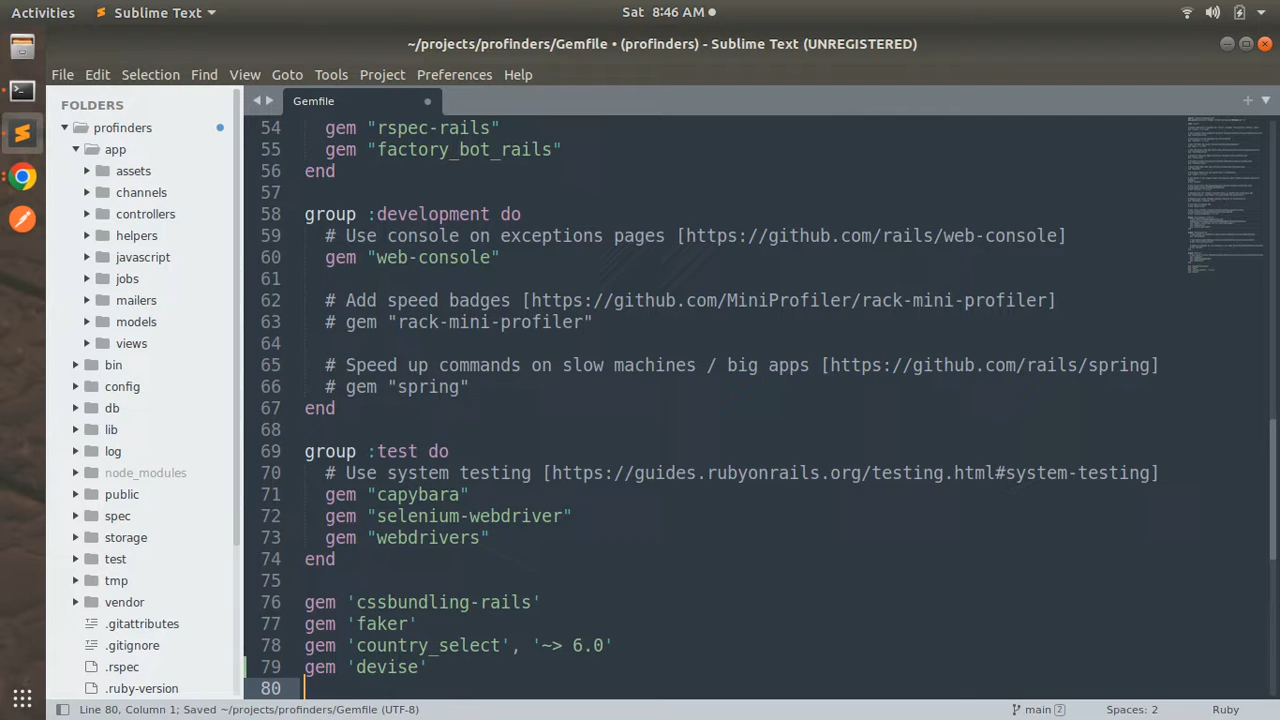 Activities
Sublime Text
Sat 8:46 AM
~/projects/profinders/Gemfile • (profinders) - Sublime Text (UNREGISTERED)
File Edit Selection Find View Goto Tools Project Preferences Help
FOLDERS
profinders
app
assets
channels
controllers
helpers
javascript
jobs
mailers
models
views
bin
config
db
lib
log
node_modules
public
spec
storage
test
tmp
vendor
.gitattributes
.gitignore
.rspec
.ruby-version
Gemfile
54 gem "rspec-rails"
55 gem "factory_bot_rails"
56 end
57
58 group :development do
59 # Use console on exceptions pages [https://github.com/rails/web-console]
60 gem "web-console"
61
62 # Add speed badges [https://github.com/MiniProfiler/rack-mini-profiler]
63 # gem "rack-mini-profiler"
64
65 # Speed up commands on slow machines / big apps [https://github.com/rails/spring]
66 # gem "spring"
67 end
68
69 group :test do
70 # Use system testing [https://guides.rubyonrails.org/testing.html#system-testing]
71 gem "capybara"
72 gem "selenium-webdriver"
73 gem "webdrivers"
74 end
75
76 gem 'cssbundling-rails'
77 gem 'faker'
78 gem 'country_select', '~> 6.0'
79 gem 'devise'
80
Line 80, Column 1; Saved ~/projects/profinders/Gemfile (UTF-8)
main 2
Spaces: 2
Ruby